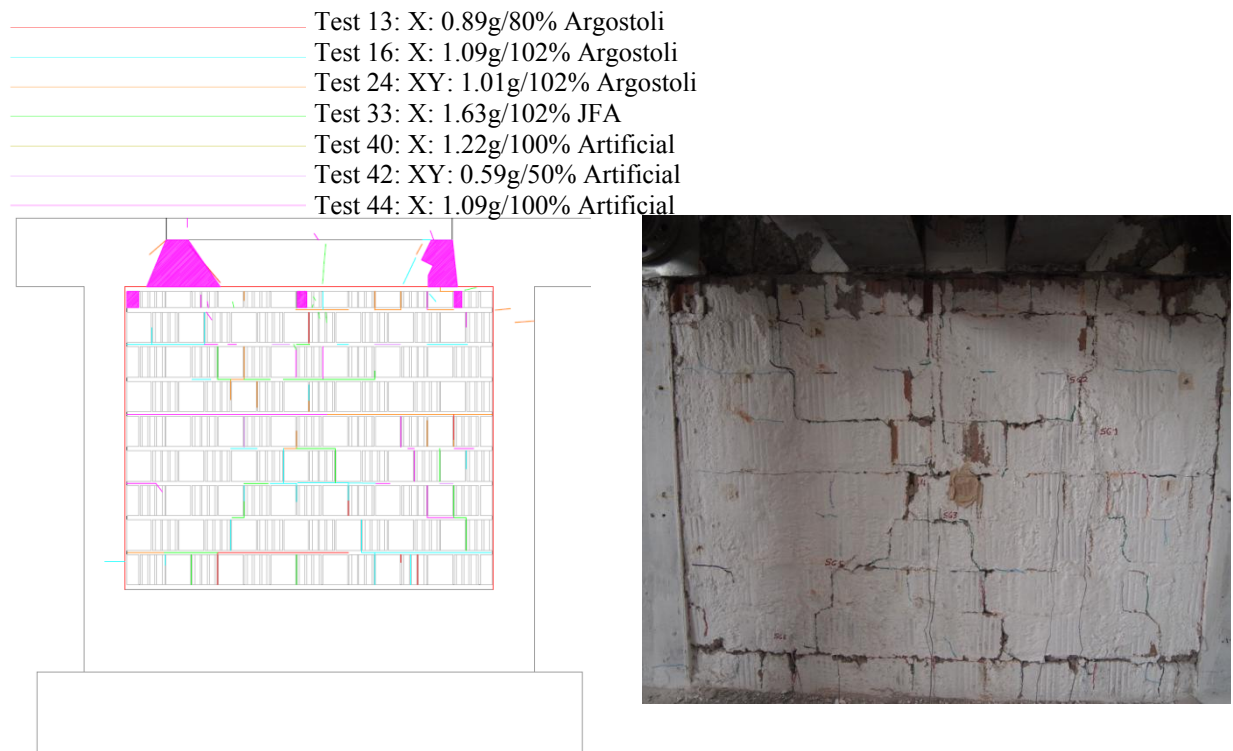 Test 13: X: 0.89g/80% Argostoli
Test 16: X: 1.09g/102% Argostoli
Test 24: XY: 1.01g/102% Argostoli
Test 33: X: 1.63g/102% JFA
Test 40: X: 1.22g/100% Artificial
Test 42: XY: 0.59g/50% Artificial
Test 44: X: 1.09g/100% Artificial
SG2
SG1
SG3
SG5